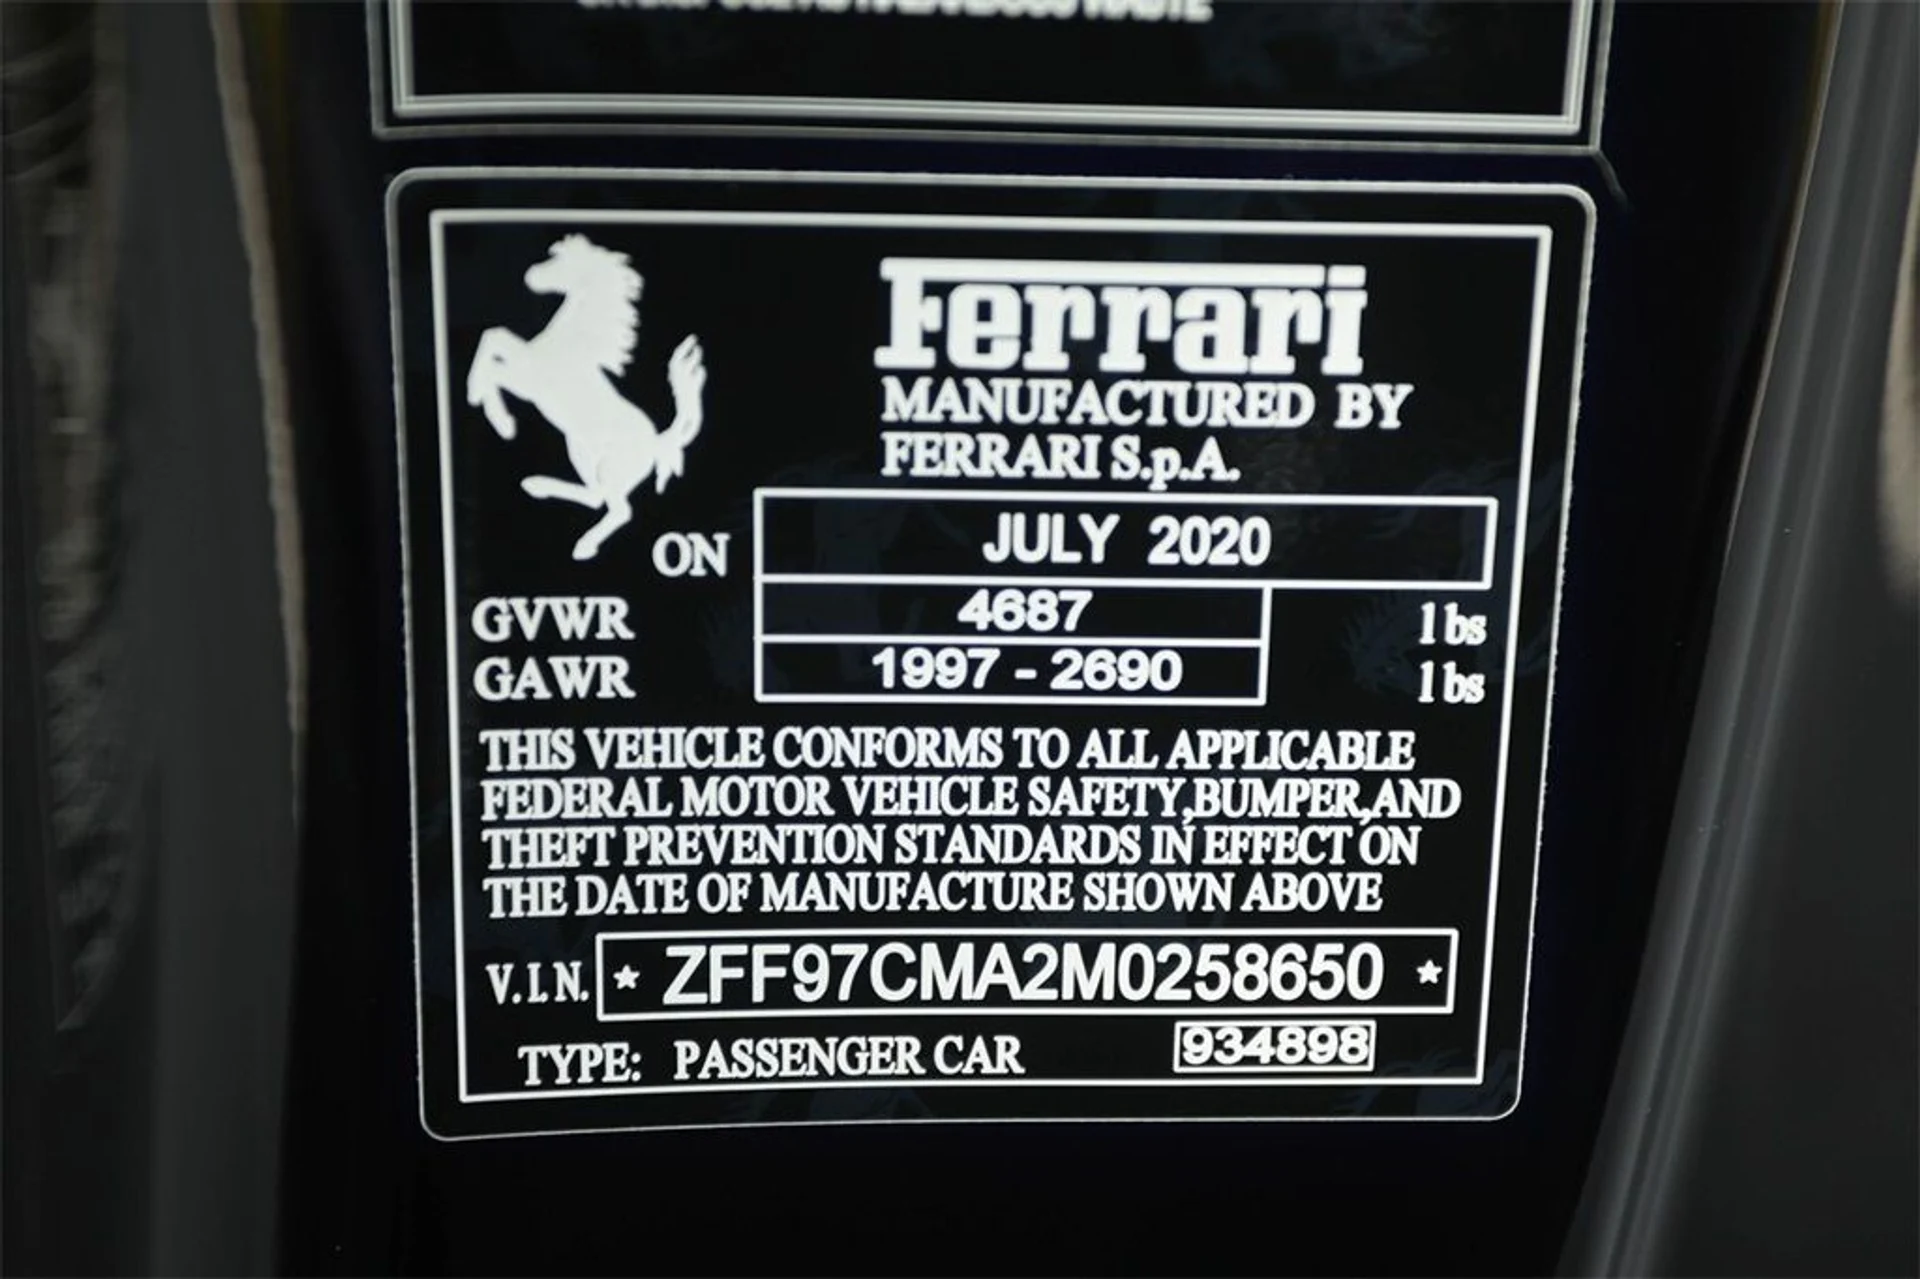 Ferrari
MANUFACTURED BY
FERRARI S.p.A.
ON JULY 2020
GVWR 4687 lbs
GAWR 1997 - 2690 lbs
THIS VEHICLE CONFORMS TO ALL APPLICABLE
FEDERAL MOTOR VEHICLE SAFETY,BUMPER,AND
THEFT PREVENTION STANDARDS IN EFFECT ON
THE DATE OF MANUFACTURE SHOWN ABOVE
V.I.N. ★ ZFF97CMA2M0258650 ★
TYPE: PASSENGER CAR 934898